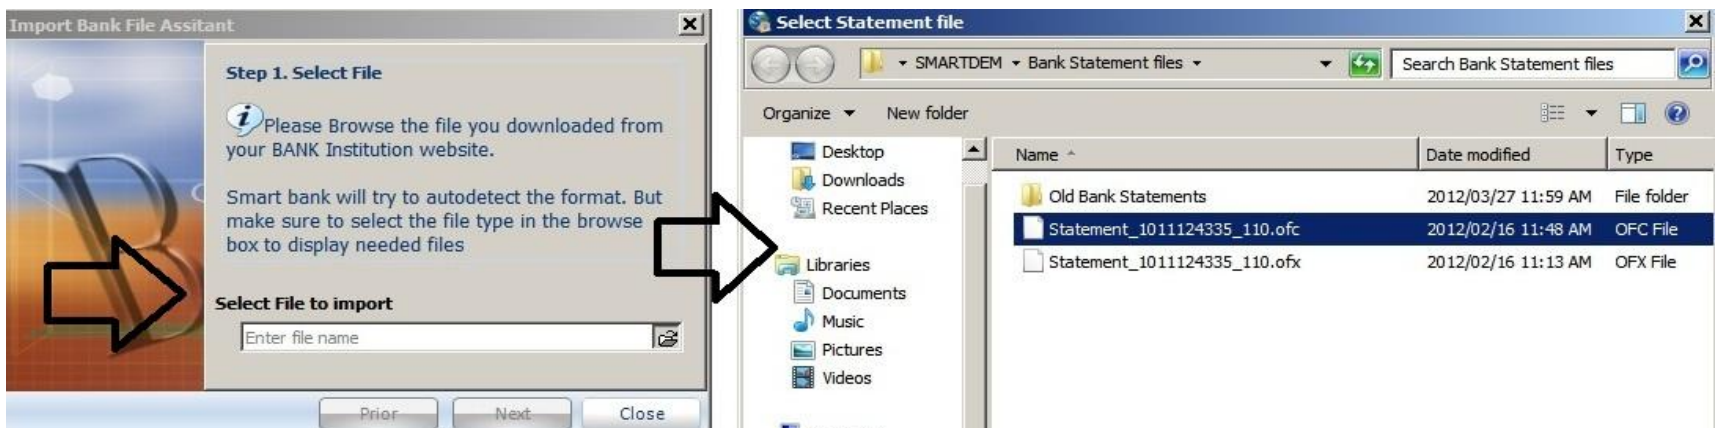 Import Bank File Assitant
Step 1. Select File
Please Browse the file you downloaded from
your BANK Institution website.
Smart bank will try to autodetect the format. But
make sure to select the file type in the browse
box to display needed files
Select File to import
Enter file name
Prior Next Close
Select Statement file
SMARTDEM Bank Statement files Search Bank Statement files
Organize New folder
Desktop
Downloads
Recent Places
Libraries
Documents
Music
Pictures
Videos
Name Date modified Type
Old Bank Statements 2012/03/27 11:59 AM File folder
Statement_1011124335_110.ofc 2012/02/16 11:48 AM OFC File
Statement_1011124335_110.ofx 2012/02/16 11:13 AM OFX File